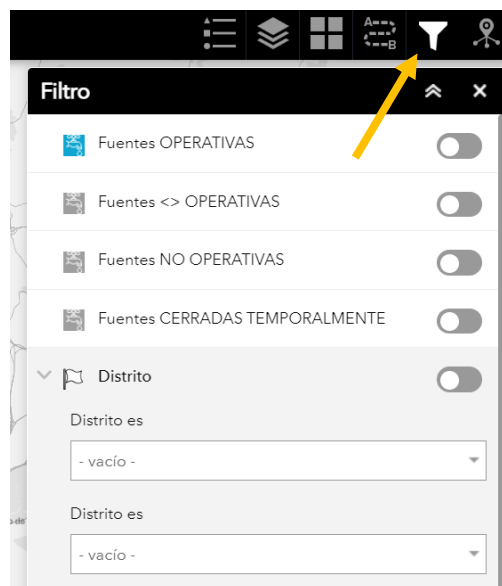 A
B
Filtro
Fuentes OPERATIVAS
Fuentes <> OPERATIVAS
Fuentes NO OPERATIVAS
Fuentes CERRADAS TEMPORALMENTE
Distrito
Distrito es
- vacío -
Distrito es
- vacío -